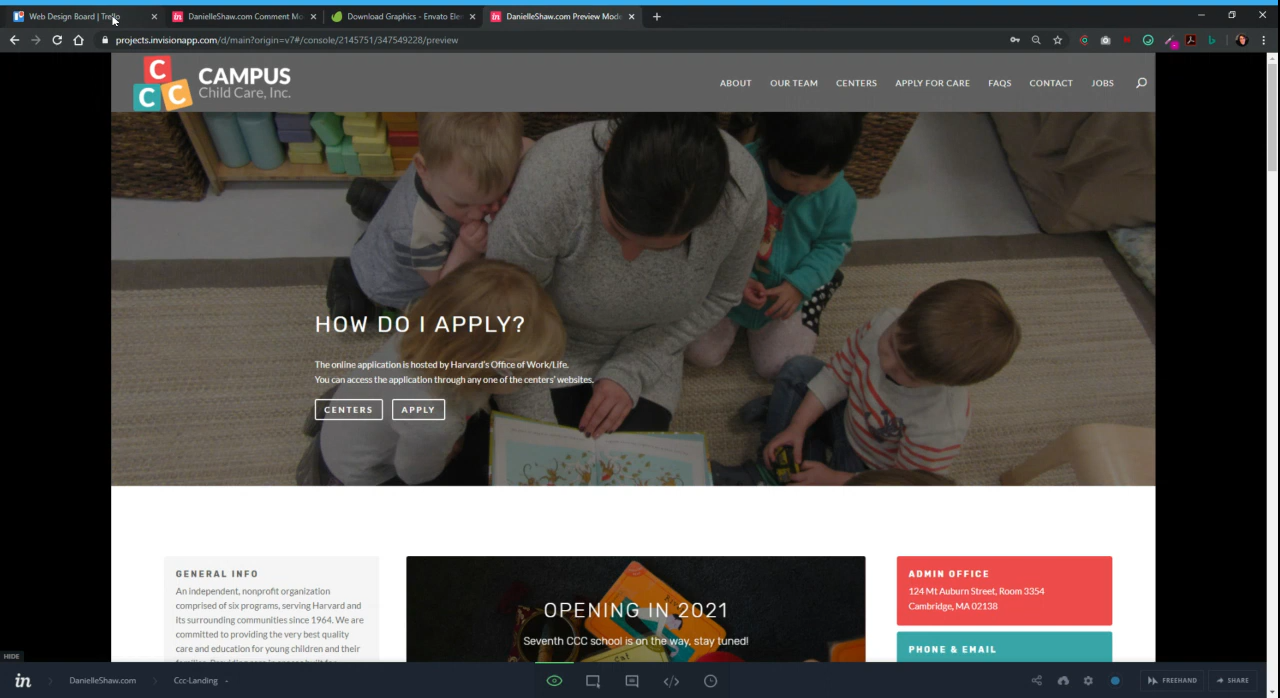 Web Design Board | Trello
DanielleShaw.com Comment Mo
Download Graphics - Envato Ele
DanielleShaw.com Preview Mode
projects.invisionapp.com/d/main?origin=v7#/console/2145751/347549228/preview
C
C C
CAMPUS
Child Care, Inc.
ABOUT OUR TEAM CENTERS APPLY FOR CARE FAQS CONTACT JOBS
HOW DO I APPLY?
The online application is hosted by Harvard's Office of Work/Life.
You can access the application through any one of the centers' websites.
CENTERS APPLY
GENERAL INFO
An independent, nonprofit organization
comprised of six programs, serving Harvard and
its surrounding communities since 1964. We are
committed to providing the very best quality
care and education for young children and their
OPENING IN 2021
Seventh CCC school is on the way, stay tuned!
ADMIN OFFICE
124 Mt Auburn Street, Room 3354
Cambridge, MA 02138
PHONE & EMAIL
HIDE
in DanielleShaw.com Ccc-Landing FREEHAND SHARE